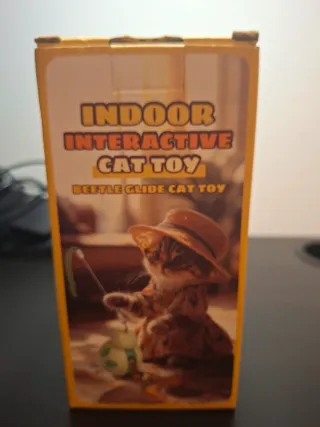 INDOOR
INTERACTIVE
CAT TOY
BEETLE GLIDE CAT TOY